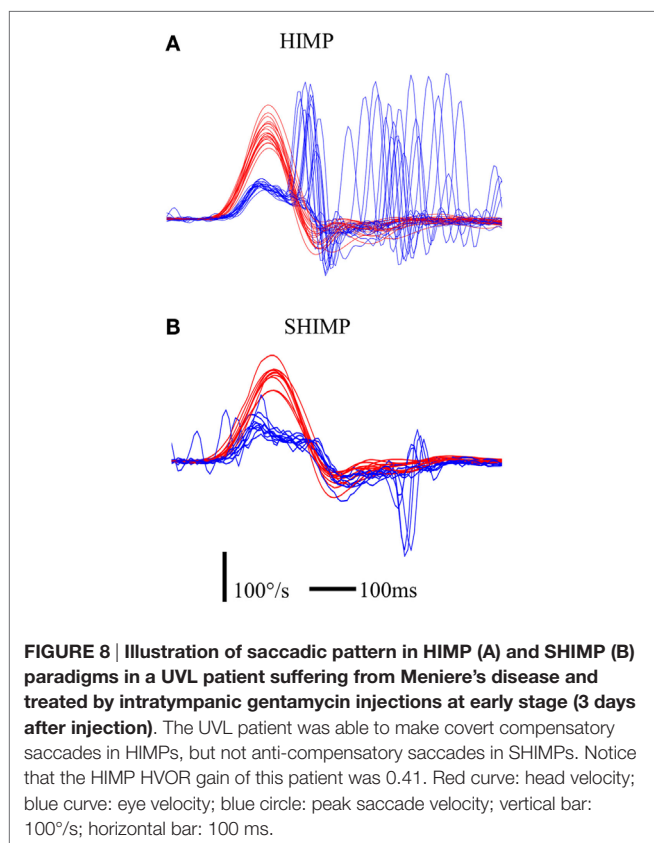 A
HIMP
B
SHIMP
100°/s
100ms
FIGURE 8 | Illustration of saccadic pattern in HIMP (A) and SHIMP (B)
paradigms in a UVL patient suffering from Meniere's disease and
treated by intratympanic gentamycin injections at early stage (3 days
after injection). The UVL patient was able to make covert compensatory
saccades in HIMPs, but not anti-compensatory saccades in SHIMPs. Notice
that the HIMP HVOR gain of this patient was 0.41. Red curve: head velocity;
blue curve: eye velocity; blue circle: peak saccade velocity; vertical bar:
100°/s; horizontal bar: 100 ms.